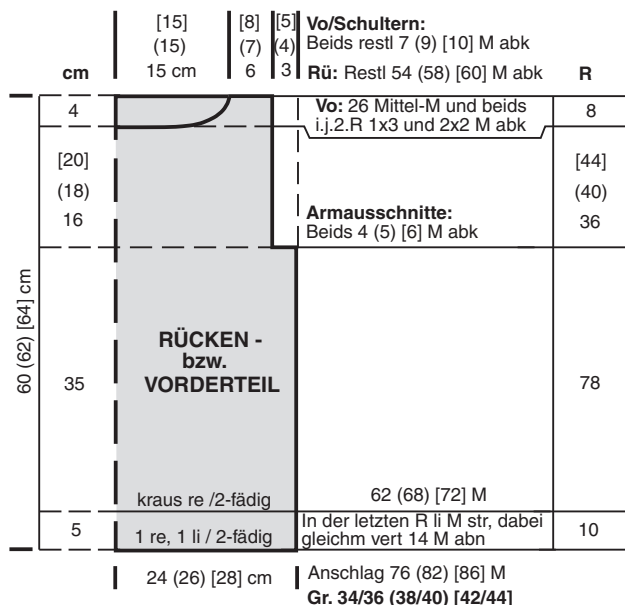 [15] [8] [5] Vo/Schultern:
(15) (7) (4) Beids restl 7 (9) [10] M abk
cm 15 cm 6 3 Rü: Restl 54 (58) [60] M abk R
4 Vo: 26 Mittel-M und beids 8
i.j.2.R 1x3 und 2x2 M abk
[20] [44]
(18) (40)
16 Armausschnitte: 36
Beids 4 (5) [6] M abk
60 (62) [64] cm
RÜCKEN -
bzw.
35 VORDERTEIL 78
kraus re /2-fädig 62 (68) [72] M
5 1 re, 1 li / 2-fädig In der letzten R li M str, dabei 10
gleichm vert 14 M abn
24 (26) [28] cm Anschlag 76 (82) [86] M
Gr. 34/36 (38/40) [42/44]